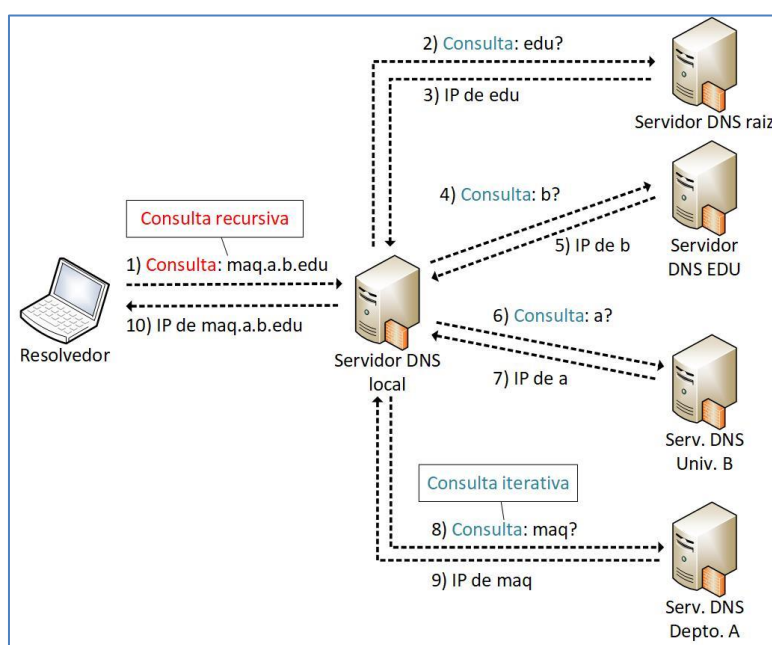 2) Consulta: edu?
3) IP de edu
Servidor DNS raiz
4) Consulta: b?
5) IP de b
Servidor
DNS EDU
Consulta recursiva
1) Consulta: maq.a.b.edu
10) IP de maq.a.b.edu
Resolvedor
Servidor DNS
local
6) Consulta: a?
7) IP de a
Serv. DNS
Univ. B
Consulta iterativa
8) Consulta: maq?
9) IP de maq
Serv. DNS
Depto. A